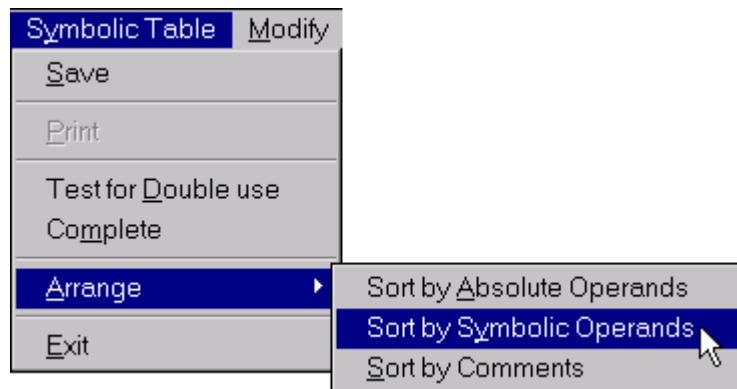 Symbolic Table Modify
Save
Print
Test for Double use
Complete
Arrange
Sort by Absolute Operands
Sort by Symbolic Operands
Sort by Comments
Exit